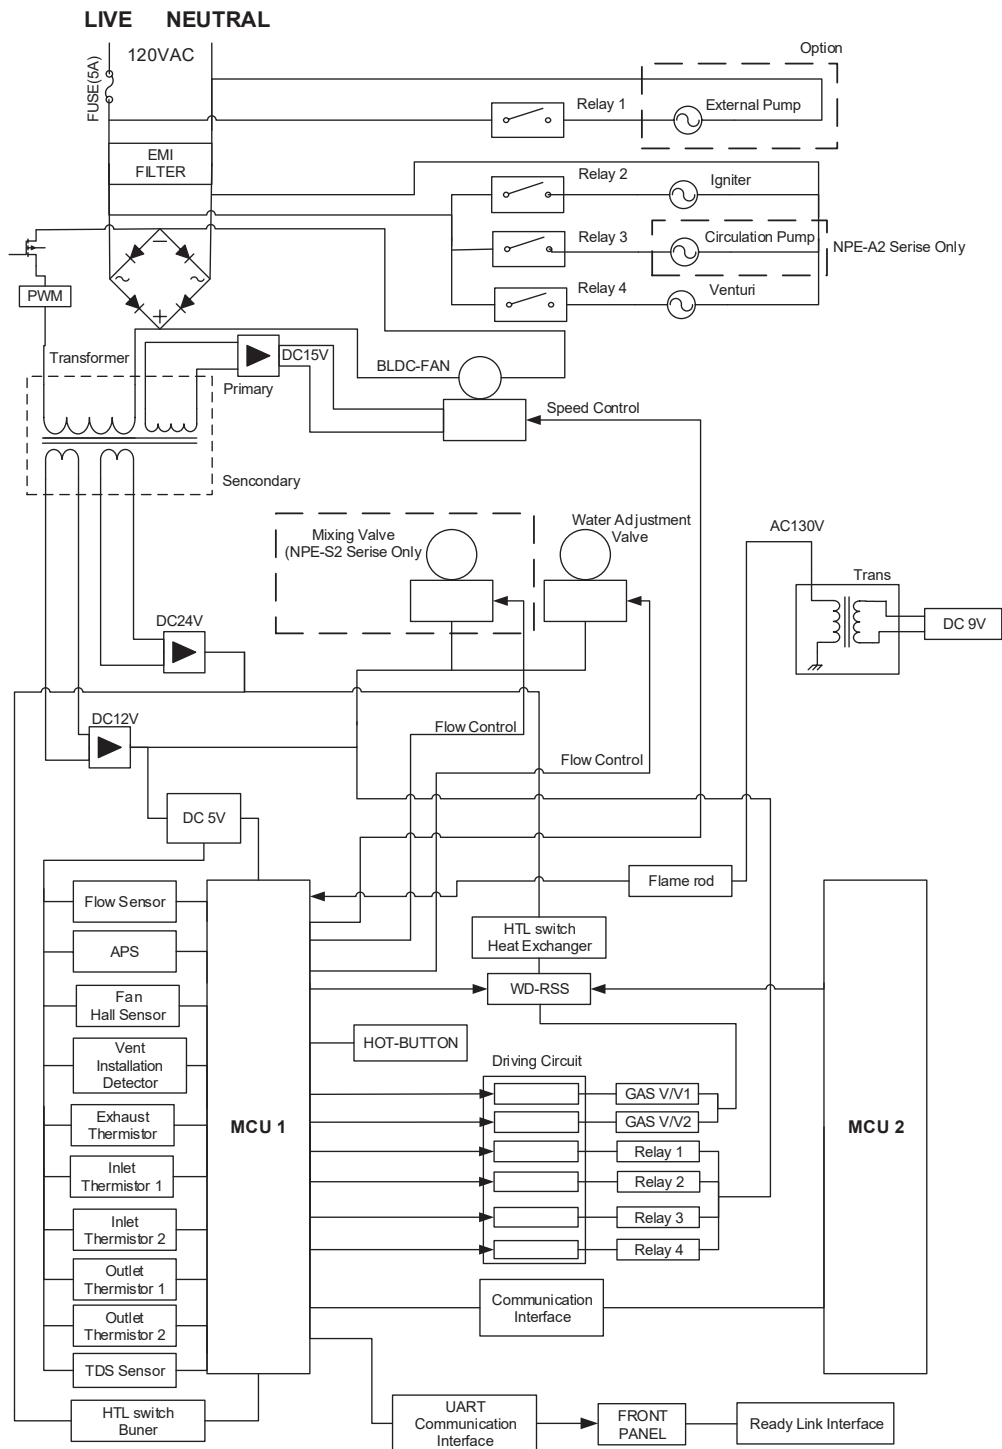 LIVE NEUTRAL
120VAC
FUSE(5A)
Option
Relay 1
External Pump
EMI
FILTER
Relay 2
Igniter
Relay 3
Circulation Pump
NPE-A2 Serise Only
Relay 4
Venturi
PWM
Transformer
DC15V
BLDC-FAN
Primary
Speed Control
Sencondary
Mixing Valve
(NPE-S2 Serise Only
Water Adjustment
Valve
AC130V
Trans
DC 9V
DC24V
DC12V
Flow Control
Flow Control
DC 5V
Flame rod
Flow Sensor
HTL switch
Heat Exchanger
APS
WD-RSS
Fan
Hall Sensor
HOT-BUTTON
Vent
Installation
Detector
Driving Circuit
GAS V/V1
Exhaust
Thermistor
MCU 1
GAS V/V2
MCU 2
Relay 1
Inlet
Thermistor 1
Relay 2
Inlet
Thermistor 2
Relay 3
Relay 4
Outlet
Thermistor 1
Communication
Interface
Outlet
Thermistor 2
TDS Sensor
HTL switch
Buner
UART
Communication
Interface
FRONT
PANEL
Ready Link Interface